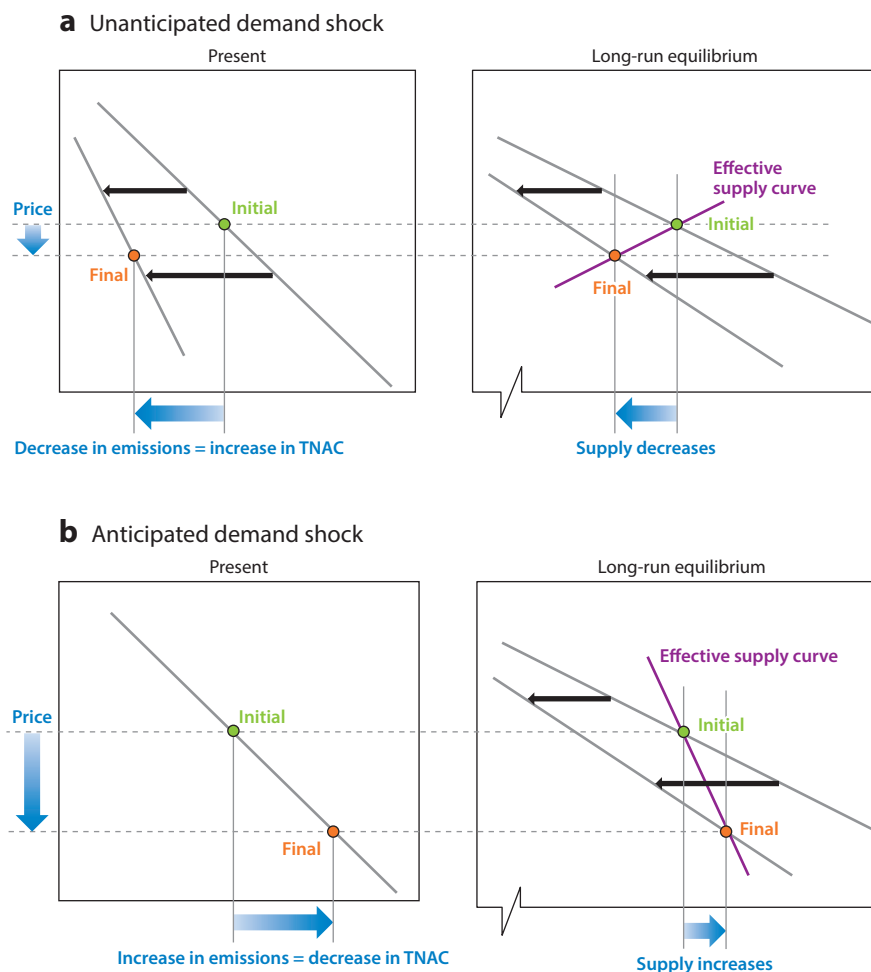 a Unanticipated demand shock
Present
Long-run equilibrium
Effective
supply curve
Price
Initial
Initial
Final
Final
Decrease in emissions = increase in TNAC
Supply decreases
b Anticipated demand shock
Present
Long-run equilibrium
Effective supply curve
Price
Initial
Initial
Final
Final
Increase in emissions = decrease in TNAC
Supply increases